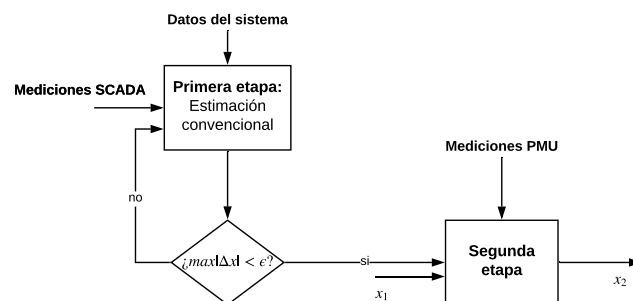 Datos del sistema
Mediciones SCADA
Primera etapa:
Estimación
convencional
Mediciones PMU
no
¿max|Δx| < ϵ?
si
Segunda
etapa
x₁
x₂